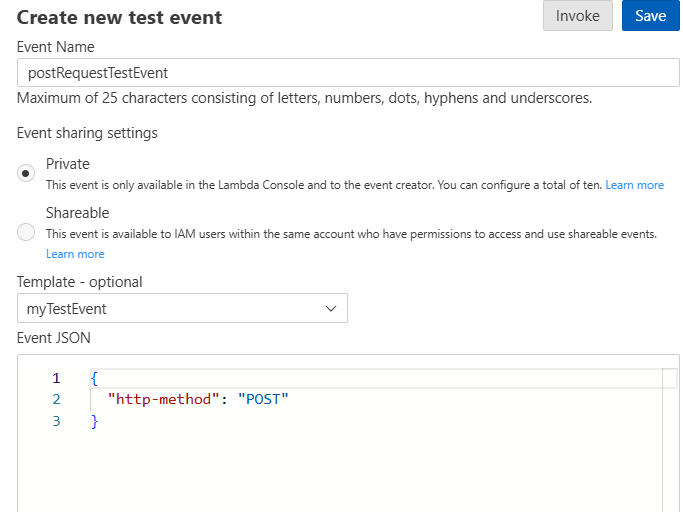 Create new test event
Invoke
Save
Event Name
postRequestTestEvent
Maximum of 25 characters consisting of letters, numbers, dots, hyphens and underscores.
Event sharing settings
Private
This event is only available in the Lambda Console and to the event creator. You can configure a total of ten. Learn more
Shareable
This event is available to IAM users within the same account who have permissions to access and use shareable events.
Learn more
Template - optional
myTestEvent
Event JSON
1 {
2 "http-method": "POST"
3 }